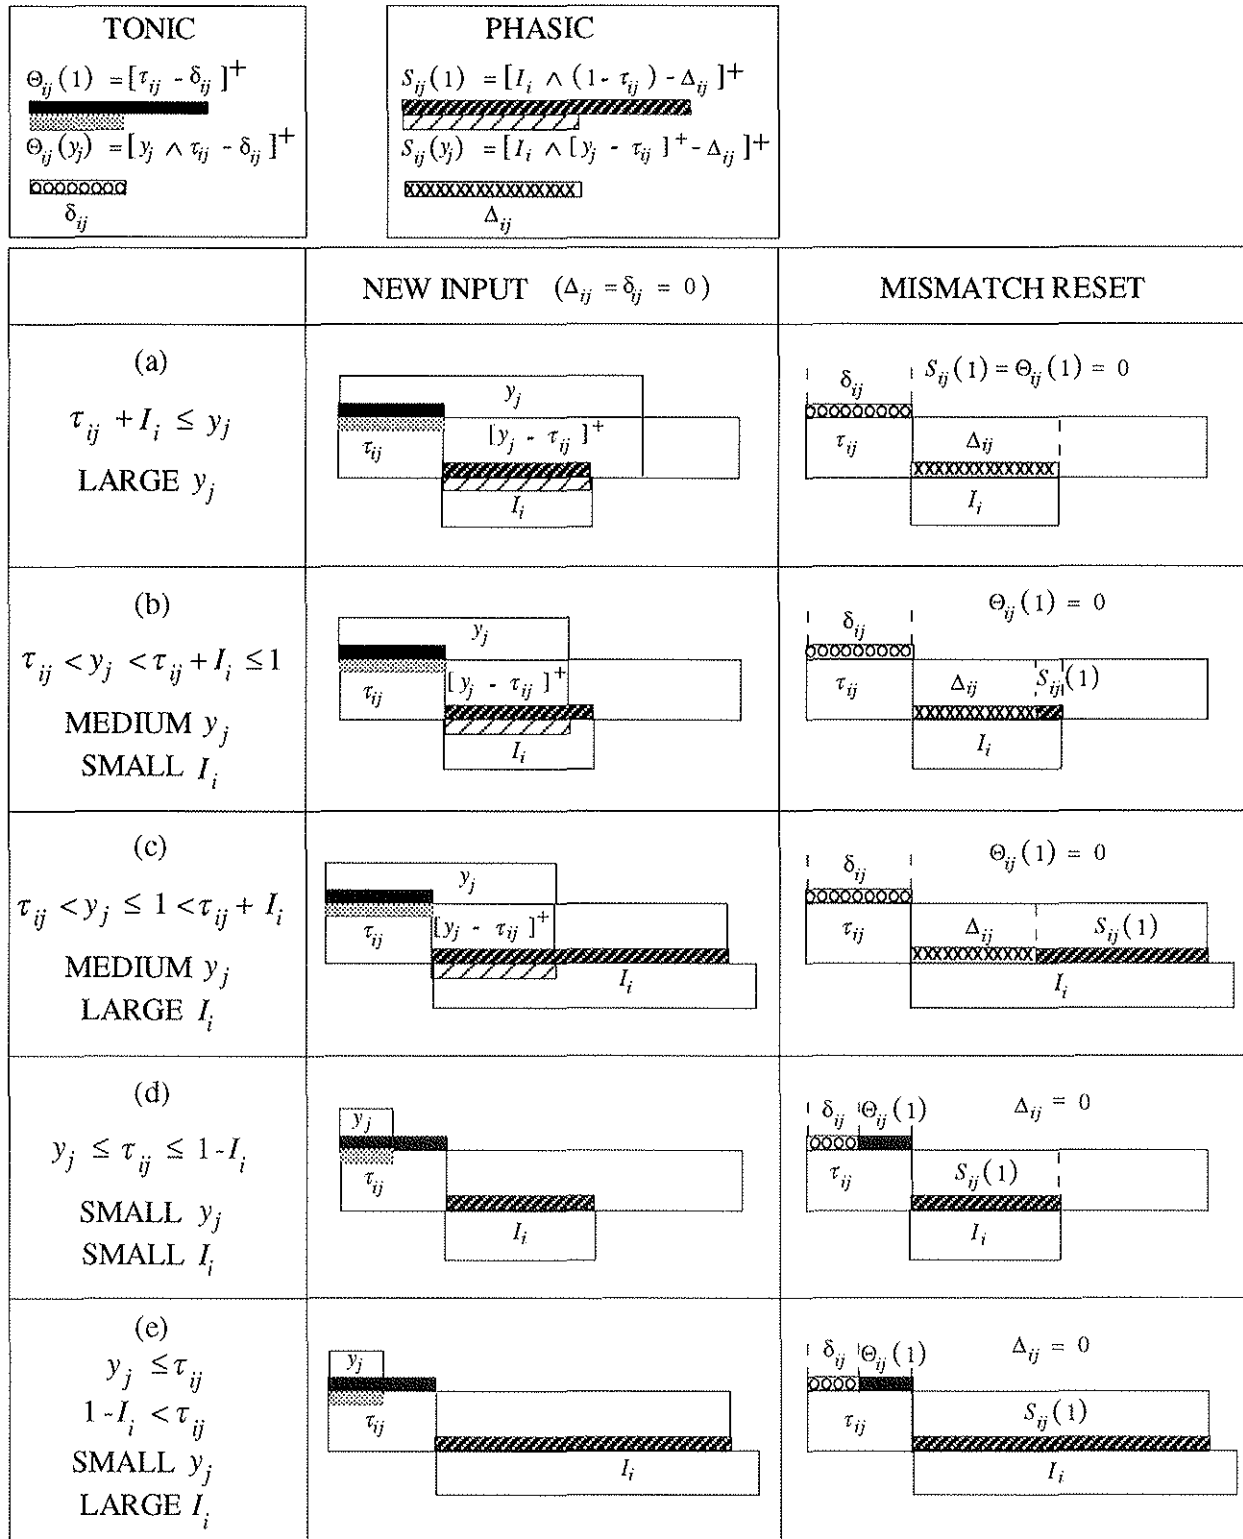 TONIC
Θij(1) = [τij - δij]+
Θij(yj) = [yj ∧ τij - δij]+
δij
PHASIC
Sij(1) = [Ii ∧ (1- τij) - Δij]+
Sij(yj) = [Ii ∧ [yj - τij]+ - Δij]+
Δij
NEW INPUT (Δij = δij = 0)
MISMATCH RESET
(a)
τij + Ii ≤ yj
LARGE yj
yj
τij
[yj - τij]+
Ii
δij
Sij(1) = Θij(1) = 0
τij
Δij
Ii
(b)
τij < yj < τij + Ii ≤ 1
MEDIUM yj
SMALL Ii
yj
τij
[yj - τij]+
Ii
δij
Θij(1) = 0
τij
Δij
Sij(1)
Ii
(c)
τij < yj ≤ 1 < τij + Ii
MEDIUM yj
LARGE Ii
yj
τij
[yj - τij]+
Ii
δij
Θij(1) = 0
τij
Δij
Sij(1)
Ii
(d)
yj ≤ τij ≤ 1-Ii
SMALL yj
SMALL Ii
yj
τij
Ii
δij
Θij(1)
Δij = 0
τij
Sij(1)
Ii
(e)
yj ≤ τij
1-Ii < τij
SMALL yj
LARGE Ii
yj
τij
Ii
δij
Θij(1)
Δij = 0
τij
Sij(1)
Ii